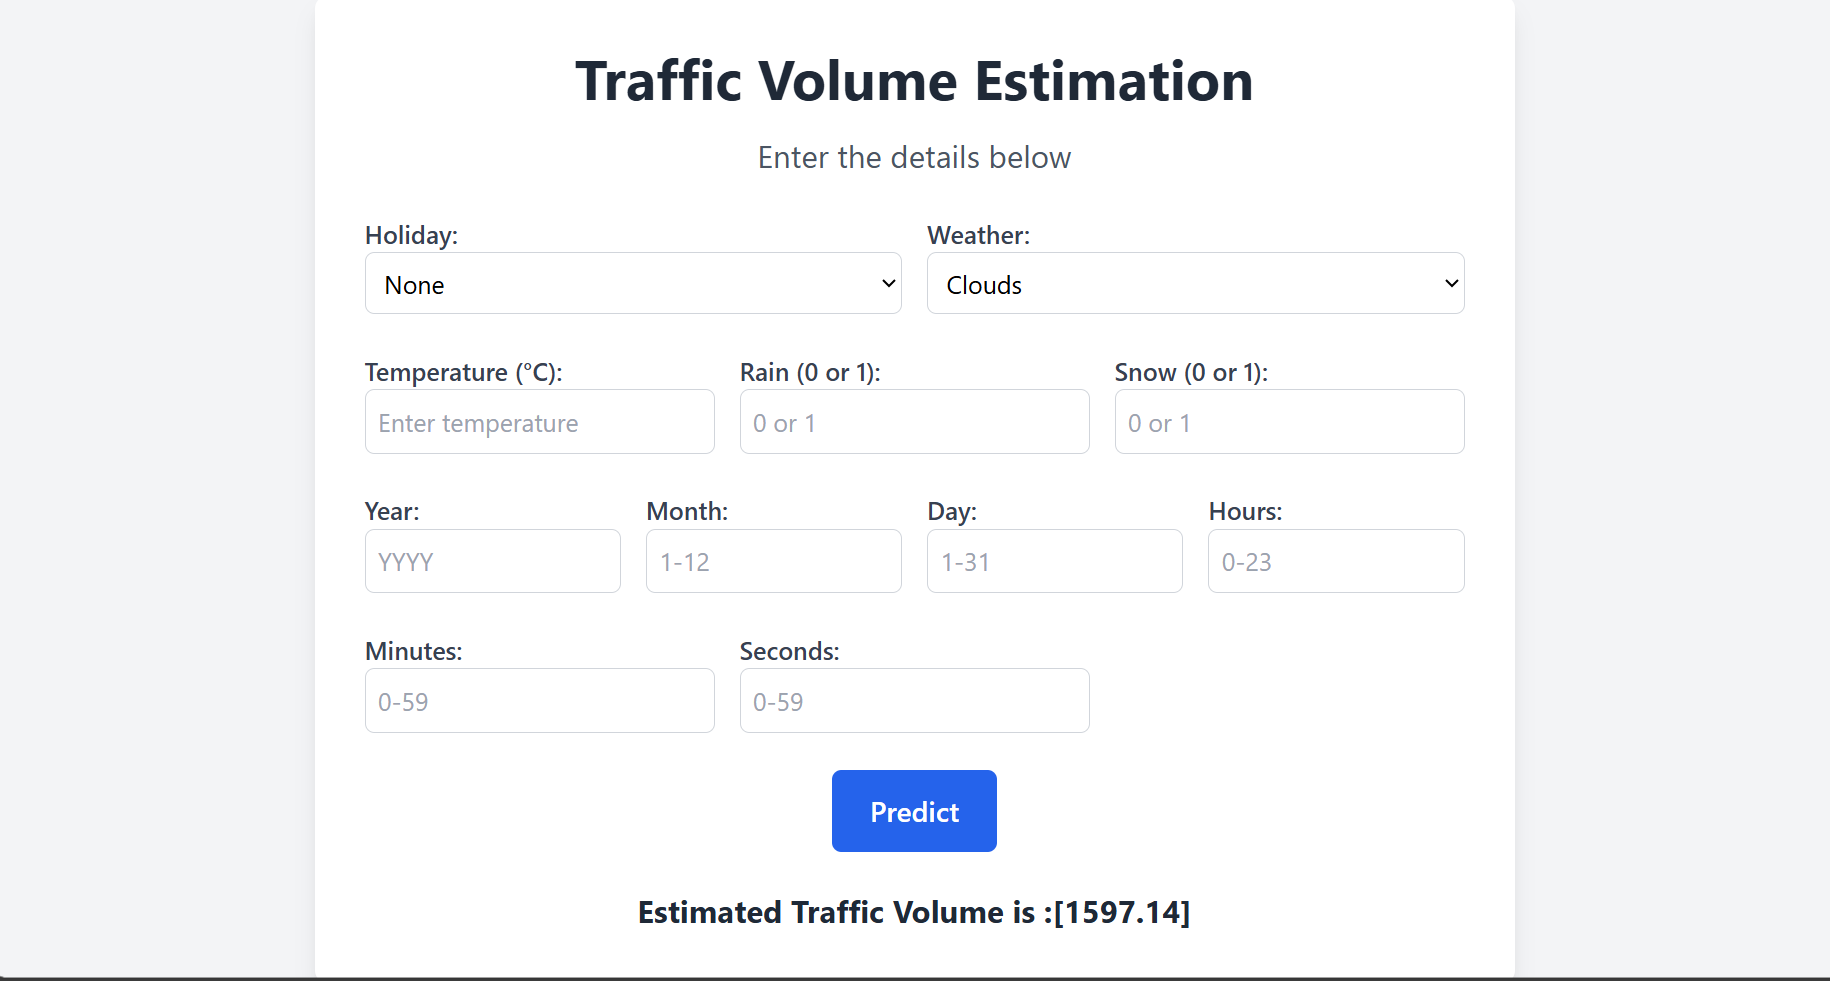 Traffic Volume Estimation
Enter the details below
Holiday: Weather:
None Clouds
Temperature (°C): Rain (0 or 1): Snow (0 or 1):
Enter temperature 0 or 1 0 or 1
Year: Month: Day: Hours:
YYYY 1-12 1-31 0-23
Minutes: Seconds:
0-59 0-59
Predict
Estimated Traffic Volume is :[1597.14]